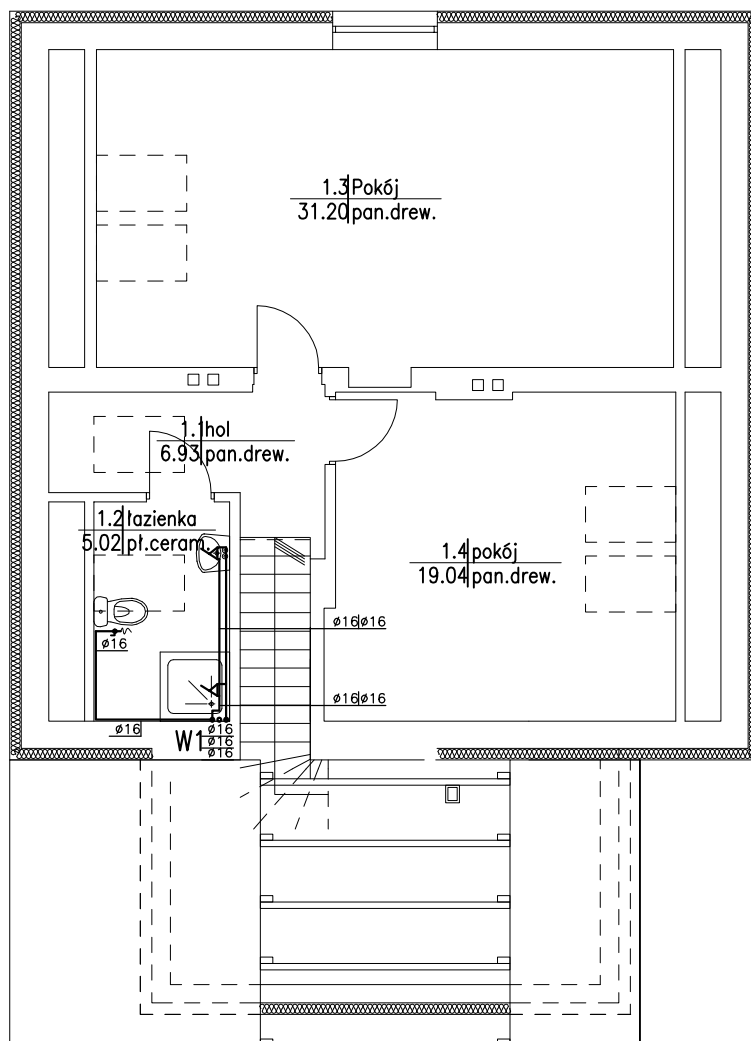 1.3 Pokój
31.20 pan.drew.
1.1 hol
6.93 pan.drew.
1.2 łazienka
5.02 pł.ceram.
1.4 pokój
19.04 pan.drew.
ø16 ø16
ø16
ø16 ø16
ø16
W1
ø16
ø16
ø16